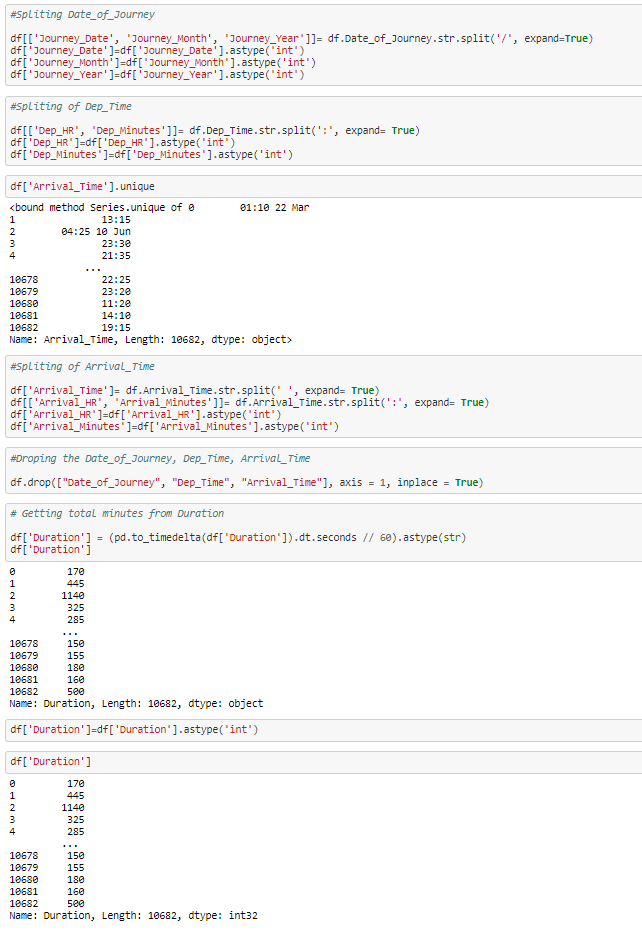 #Spliting Date_of_Journey
df[['Journey_Date', 'Journey_Month', 'Journey_Year']]= df.Date_of_Journey.str.split('/', expand=True)
df['Journey_Date']=df['Journey_Date'].astype('int')
df['Journey_Month']=df['Journey_Month'].astype('int')
df['Journey_Year']=df['Journey_Year'].astype('int')
#Spliting of Dep_Time
df[['Dep_HR', 'Dep_Minutes']]= df.Dep_Time.str.split(':', expand= True)
df['Dep_HR']=df['Dep_HR'].astype('int')
df['Dep_Minutes']=df['Dep_Minutes'].astype('int')
df['Arrival_Time'].unique
<bound method Series.unique of 0        01:10 22 Mar
1               13:15
2        04:25 10 Jun
3               23:30
4               21:35
...
10678           22:25
10679           23:20
10680           11:20
10681           14:10
10682           19:15
Name: Arrival_Time, Length: 10682, dtype: object>
#Spliting of Arrival_Time
df['Arrival_Time']= df.Arrival_Time.str.split(' ', expand= True)
df[['Arrival_HR', 'Arrival_Minutes']]= df.Arrival_Time.str.split(':', expand= True)
df['Arrival_HR']=df['Arrival_HR'].astype('int')
df['Arrival_Minutes']=df['Arrival_Minutes'].astype('int')
#Droping the Date_of_Journey, Dep_Time, Arrival_Time
df.drop(["Date_of_Journey", "Dep_Time", "Arrival_Time"], axis = 1, inplace = True)
# Getting total minutes from Duration
df['Duration'] = (pd.to_timedelta(df['Duration']).dt.seconds // 60).astype(str)
df['Duration']
0         170
1         445
2        1140
3         325
4         285
...
10678     150
10679     155
10680     180
10681     160
10682     500
Name: Duration, Length: 10682, dtype: object
df['Duration']=df['Duration'].astype('int')
df['Duration']
0         170
1         445
2        1140
3         325
4         285
...
10678     150
10679     155
10680     180
10681     160
10682     500
Name: Duration, Length: 10682, dtype: int32